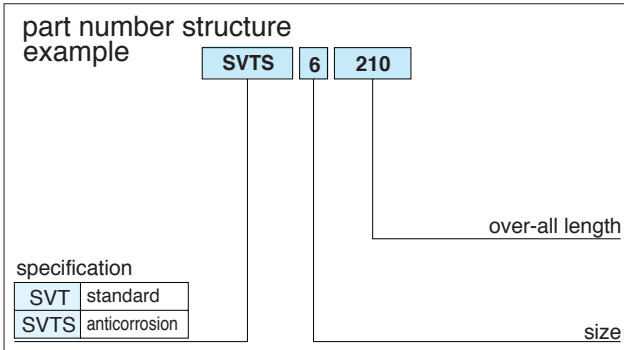 part number structure
example
SVTS 6 210
over-all length
specification
SVT standard
SVTS anticorrosion
size